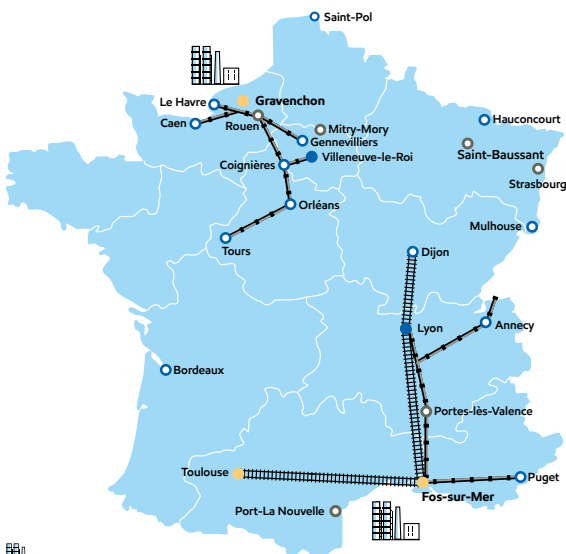 Saint-Pol
Le Havre
Gravenchon
Caen
Rouen
Mitry-Mory
Gennevilliers
Hauconcourt
Coignières
Villeneuve-le-Roi
Saint-Baussant
Strasbourg
Orléans
Tours
Mulhouse
Dijon
Lyon
Annecy
Bordeaux
Portes-lès-Valence
Toulouse
Puget
Fos-sur-Mer
Port-La Nouvelle